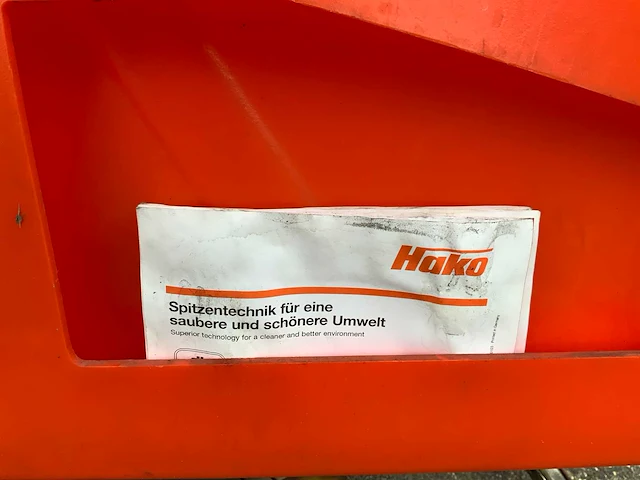 Hako
Spitzentechnik für eine
saubere und schönere Umwelt
Superior technology for a cleaner and better environment